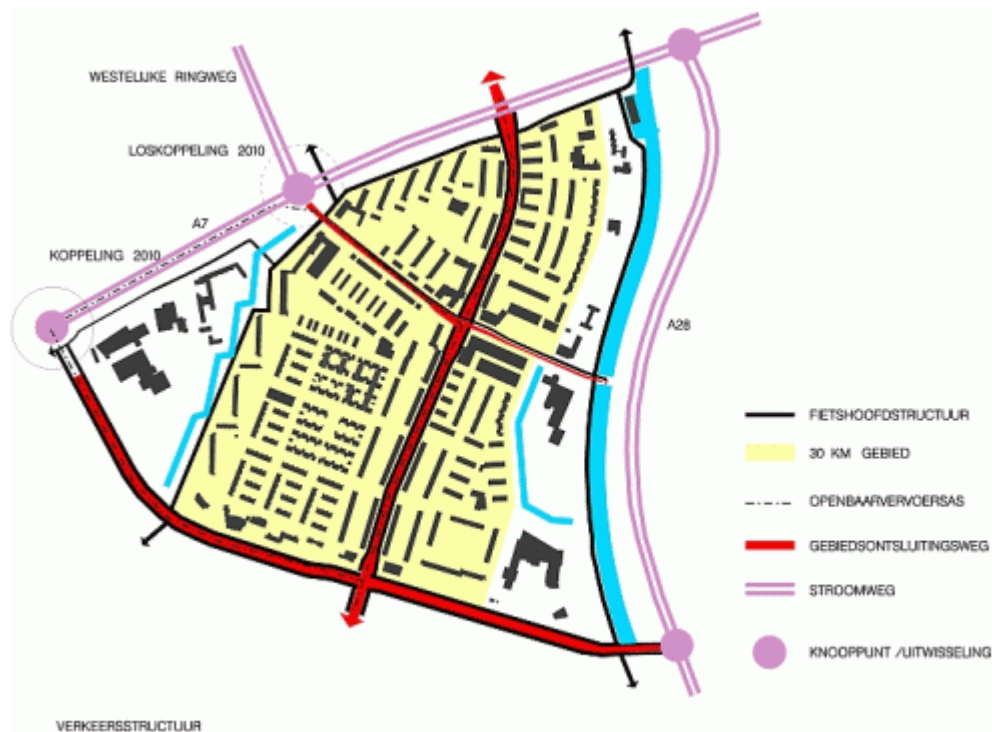 WESTELIJKE RINGWEG
LOSKOPPELING 2010
A7
KOPPELING 2010
A28
FIETSHOOFDSTRUCTUUR
30 KM GEBIED
OPENBAARVERVOERSAS
GEBIEDSONTSLUITINGSWEG
STROOMWEG
KNOOPPUNT /UITWISSELING
VERKEERSSTRUCTUUR